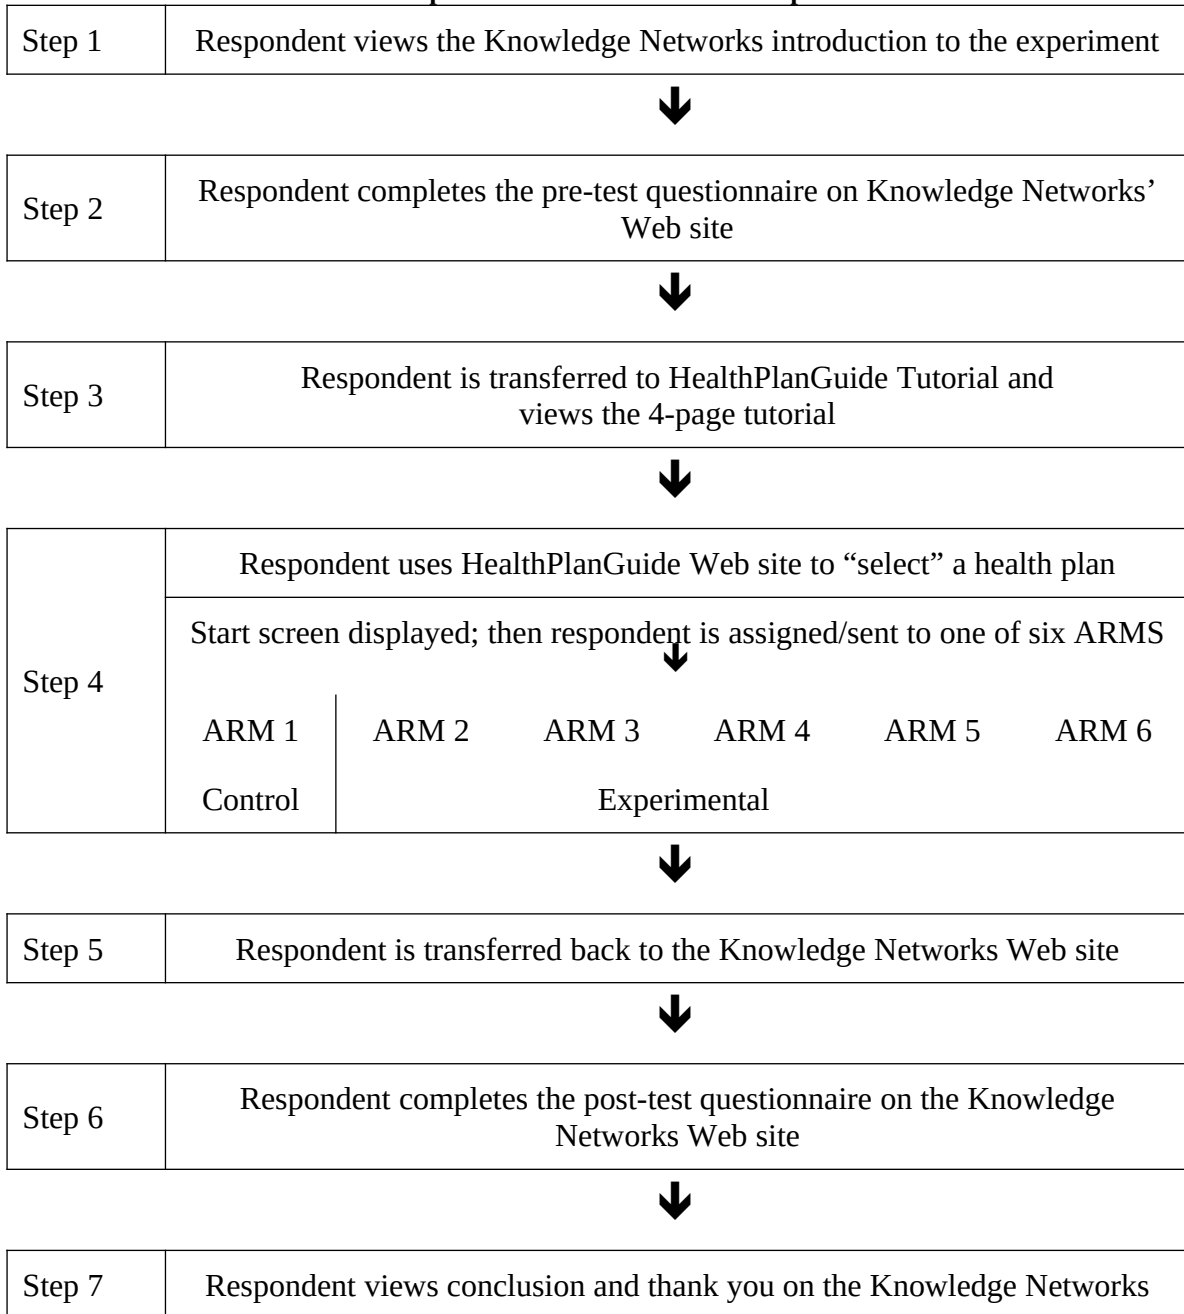 Step 1
Respondent views the Knowledge Networks introduction to the experiment
Step 2
Respondent completes the pre-test questionnaire on Knowledge Networks’
Web site
Step 3
Respondent is transferred to HealthPlanGuide Tutorial and
views the 4-page tutorial
Step 4
Respondent uses HealthPlanGuide Web site to “select” a health plan
Start screen displayed; then respondent is assigned/sent to one of six ARMS
ARM 1 ARM 2 ARM 3 ARM 4 ARM 5 ARM 6
Control Experimental
Step 5
Respondent is transferred back to the Knowledge Networks Web site
Step 6
Respondent completes the post-test questionnaire on the Knowledge
Networks Web site
Step 7
Respondent views conclusion and thank you on the Knowledge Networks